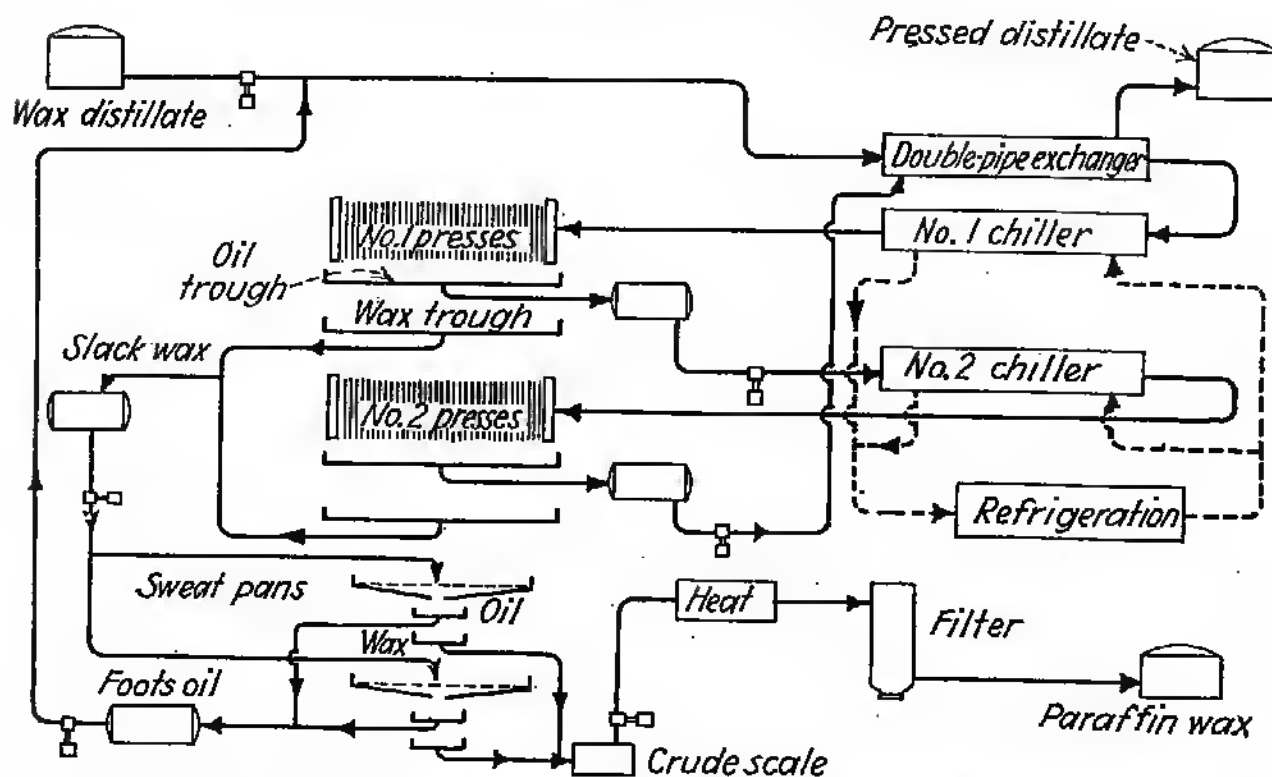 Pressed distillate
Wax distillate
Double-pipe exchanger
No. 1 presses
No. 1 chiller
Oil
trough
Wax trough
Slack wax
No. 2 chiller
No. 2 presses
Refrigeration
Sweat pans
Oil
Heat
Wax
Filter
Foots oil
Paraffin wax
Crude scale